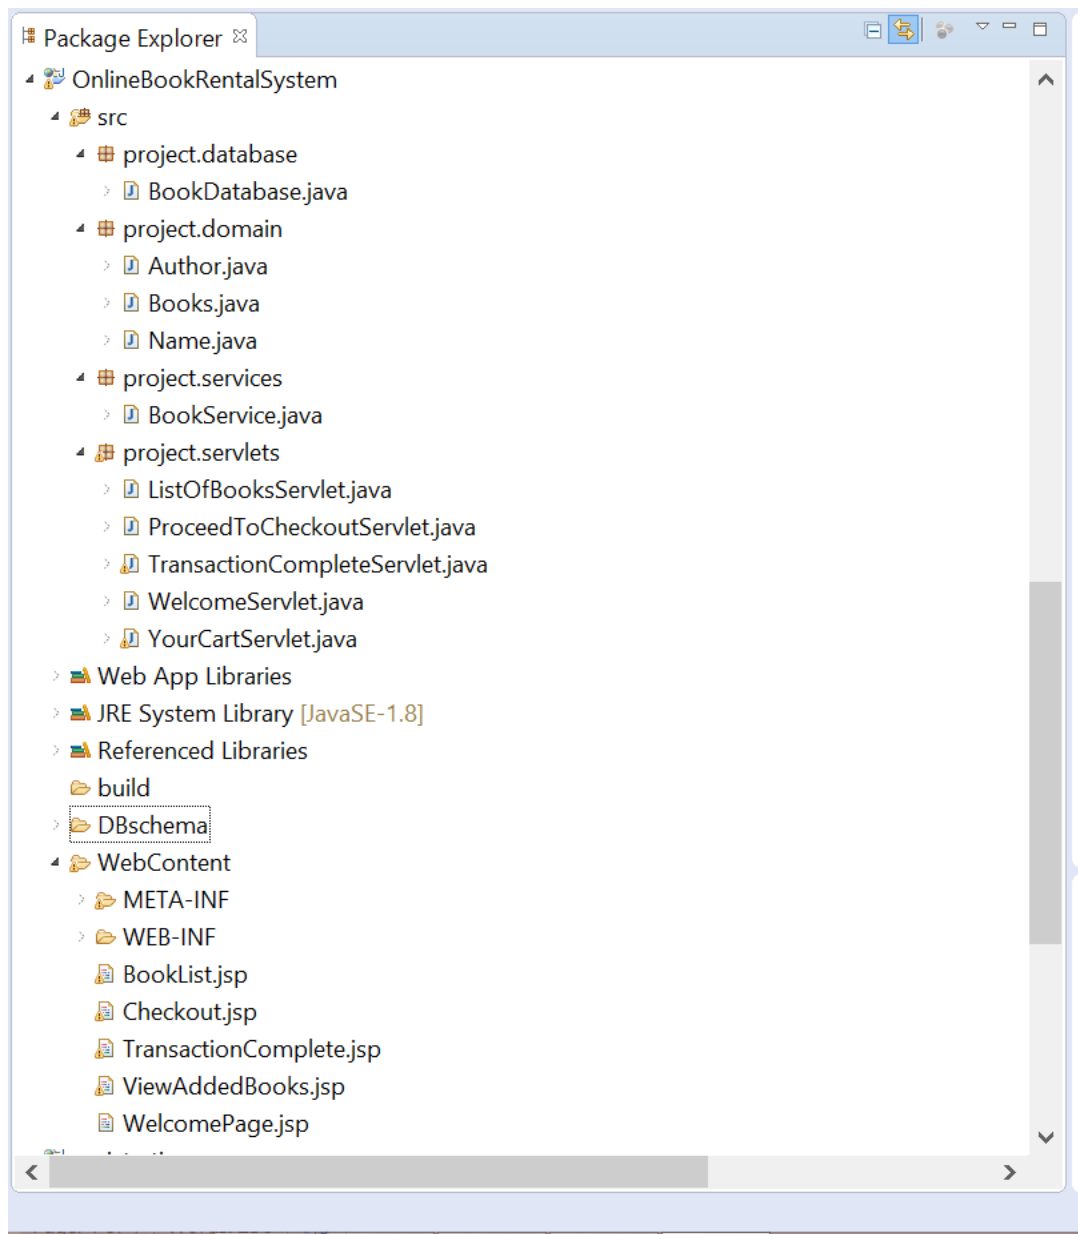 Package Explorer
OnlineBookRentalSystem
src
project.database
BookDatabase.java
project.domain
Author.java
Books.java
Name.java
project.services
BookService.java
project.servlets
ListOfBooksServlet.java
ProceedToCheckoutServlet.java
TransactionCompleteServlet.java
WelcomeServlet.java
YourCartServlet.java
Web App Libraries
JRE System Library [JavaSE-1.8]
Referenced Libraries
build
DBschema
WebContent
META-INF
WEB-INF
BookList.jsp
Checkout.jsp
TransactionComplete.jsp
ViewAddedBooks.jsp
WelcomePage.jsp